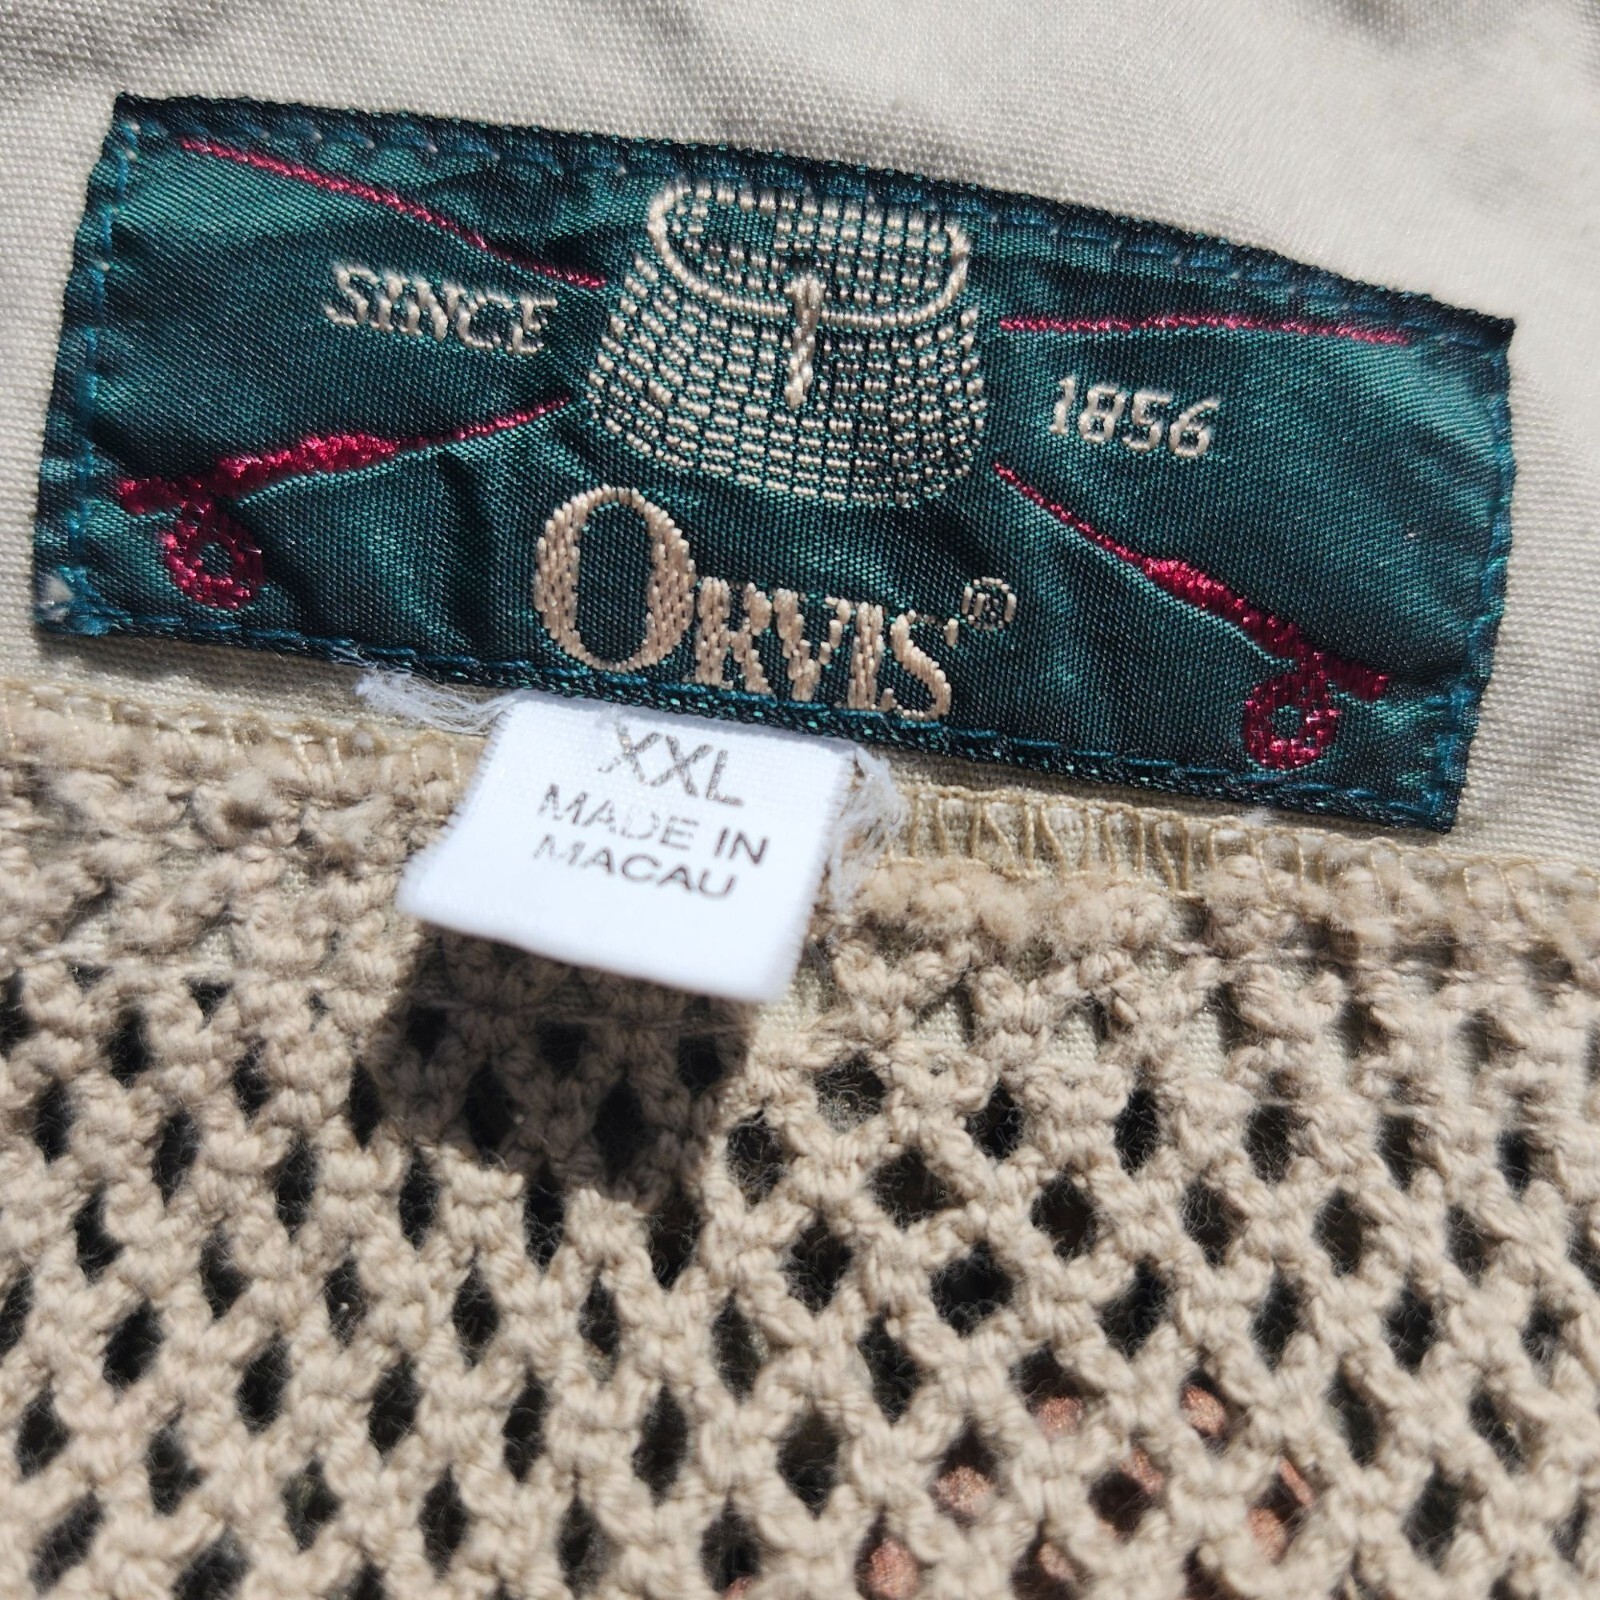 SINCE 1856
ORVIS®
XXL
MADE IN
MACAU